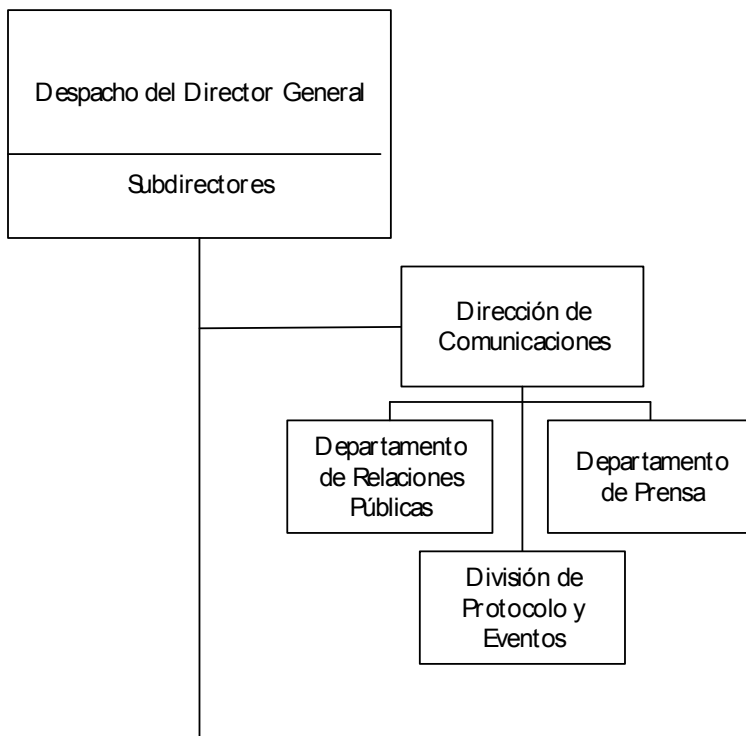 Despacho del Director General
Subdirectores
Dirección de
Comunicaciones
Departamento
de Relaciones
Públicas
Departamento
de Prensa
División de
Protocolo y
Eventos